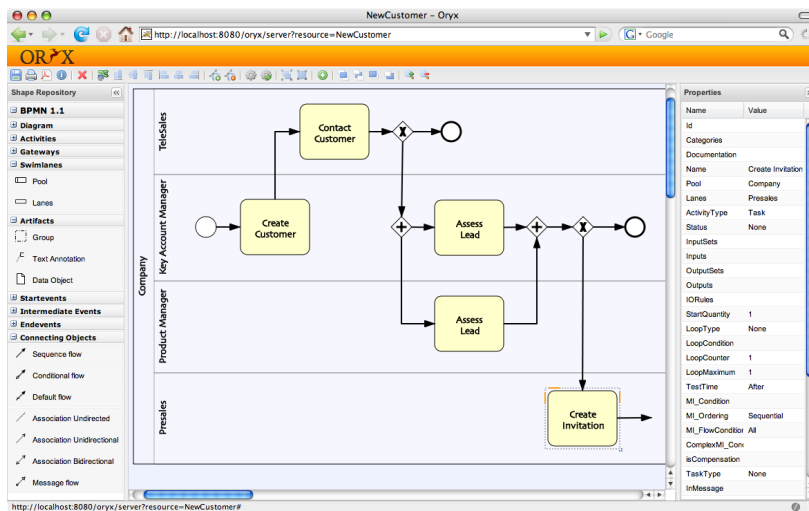 NewCustomer – Oryx
http://localhost:8080/oryx/server?resource=NewCustomer
G Google
ORYX
Shape Repository
BPMN 1.1
Diagram
Activities
Gateways
Swimlanes
Pool
Lanes
Artifacts
Group
Text Annotation
Data Object
Startevents
Intermediate Events
Endevents
Connecting Objects
Sequence flow
Conditional flow
Default flow
Association Undirected
Association Unidirectional
Association Bidirectional
Message flow
Company
TeleSales
Contact
Customer
Key Account Manager
Create
Customer
Assess
Lead
Product Manager
Assess
Lead
Presales
Create
Invitation
Properties
Name Value
Id
Categories
Documentation
Name Create Invitation
Pool Company
Lanes Presales
ActivityType Task
Status None
InputSets
Inputs
OutputSets
Outputs
IORules
StartQuantity 1
LoopType None
LoopCondition
LoopCounter 1
LoopMaximum 1
TestTime After
MI_Condition
MI_Ordering Sequential
MI_FlowCondition All
ComplexMI_Con
isCompensation
TaskType None
InMessage
http://localhost:8080/oryx/server?resource=NewCustomer#